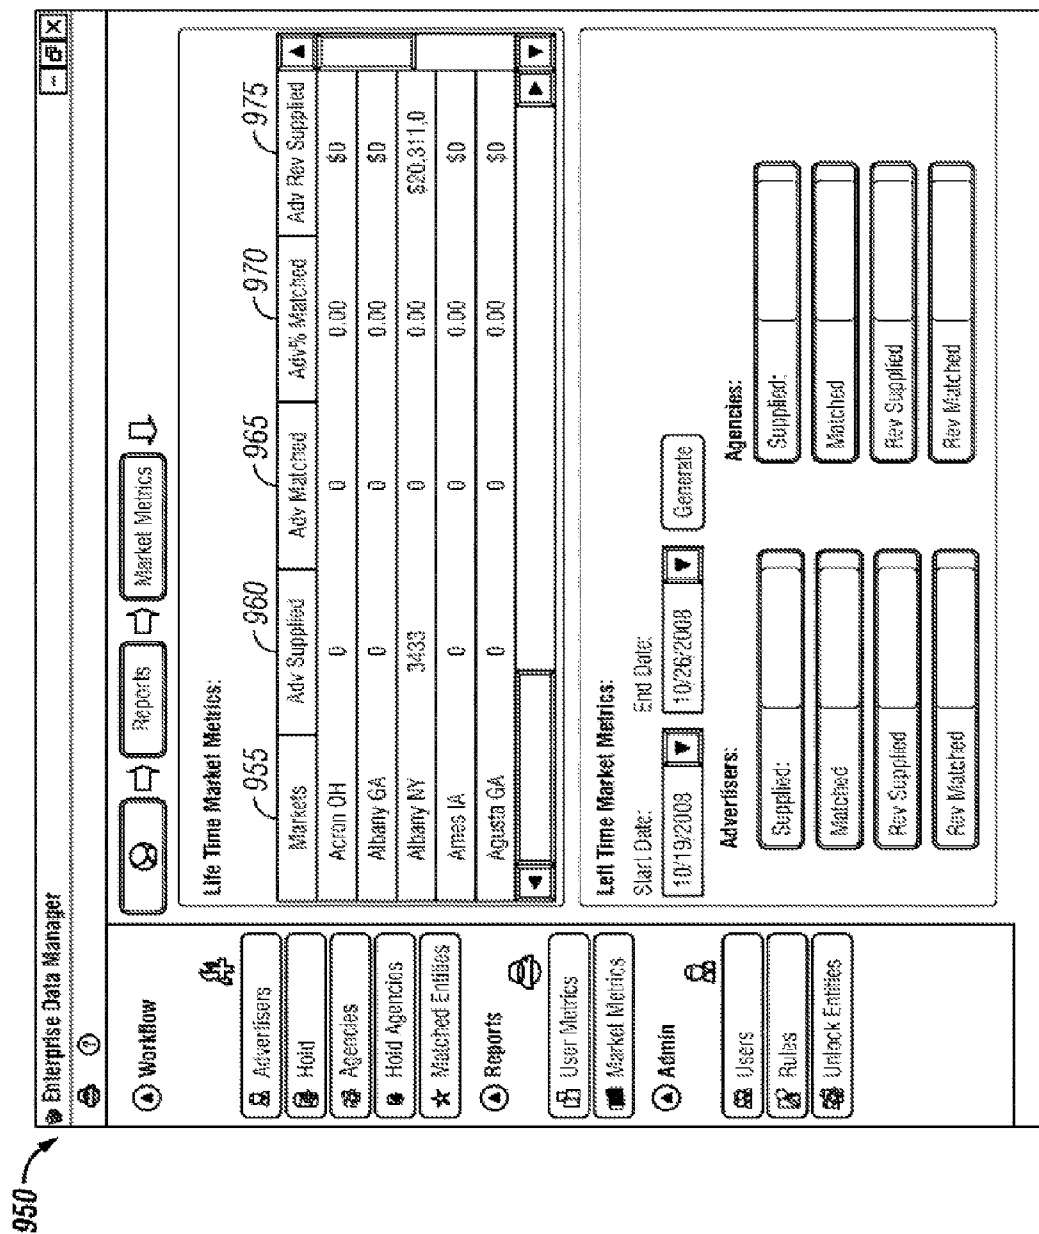 950
Enterprise Data Manager
Workflow
Advertisers
Hold
Agencies
Hold Agencies
Matched Entities
Reports
User Metrics
Market Metrics
Admin
Users
Rules
Unlock Entities
Reports
Market Metrics
Life Time Market Metrics:
955 960 965 970 975
Markets Adv Supplied Adv Matched Adv% Matched Adv Rev Supplied
Acron OH 0 0 0.00 $0
Albany GA 0 0 0.00 $0
Albany NY 3433 0 0.00 $20.311,0
Ames IA 0 0 0.00 $0
Agusta GA 0 0 0.00 $0
Left Time Market Metrics:
Start Date: End Date:
10/19/2008 10/26/2008 Generate
Advertisers: Agencies:
Supplied: Supplied:
Matched Matched
Rev Supplied Rev Supplied
Rev Matched Rev Matched